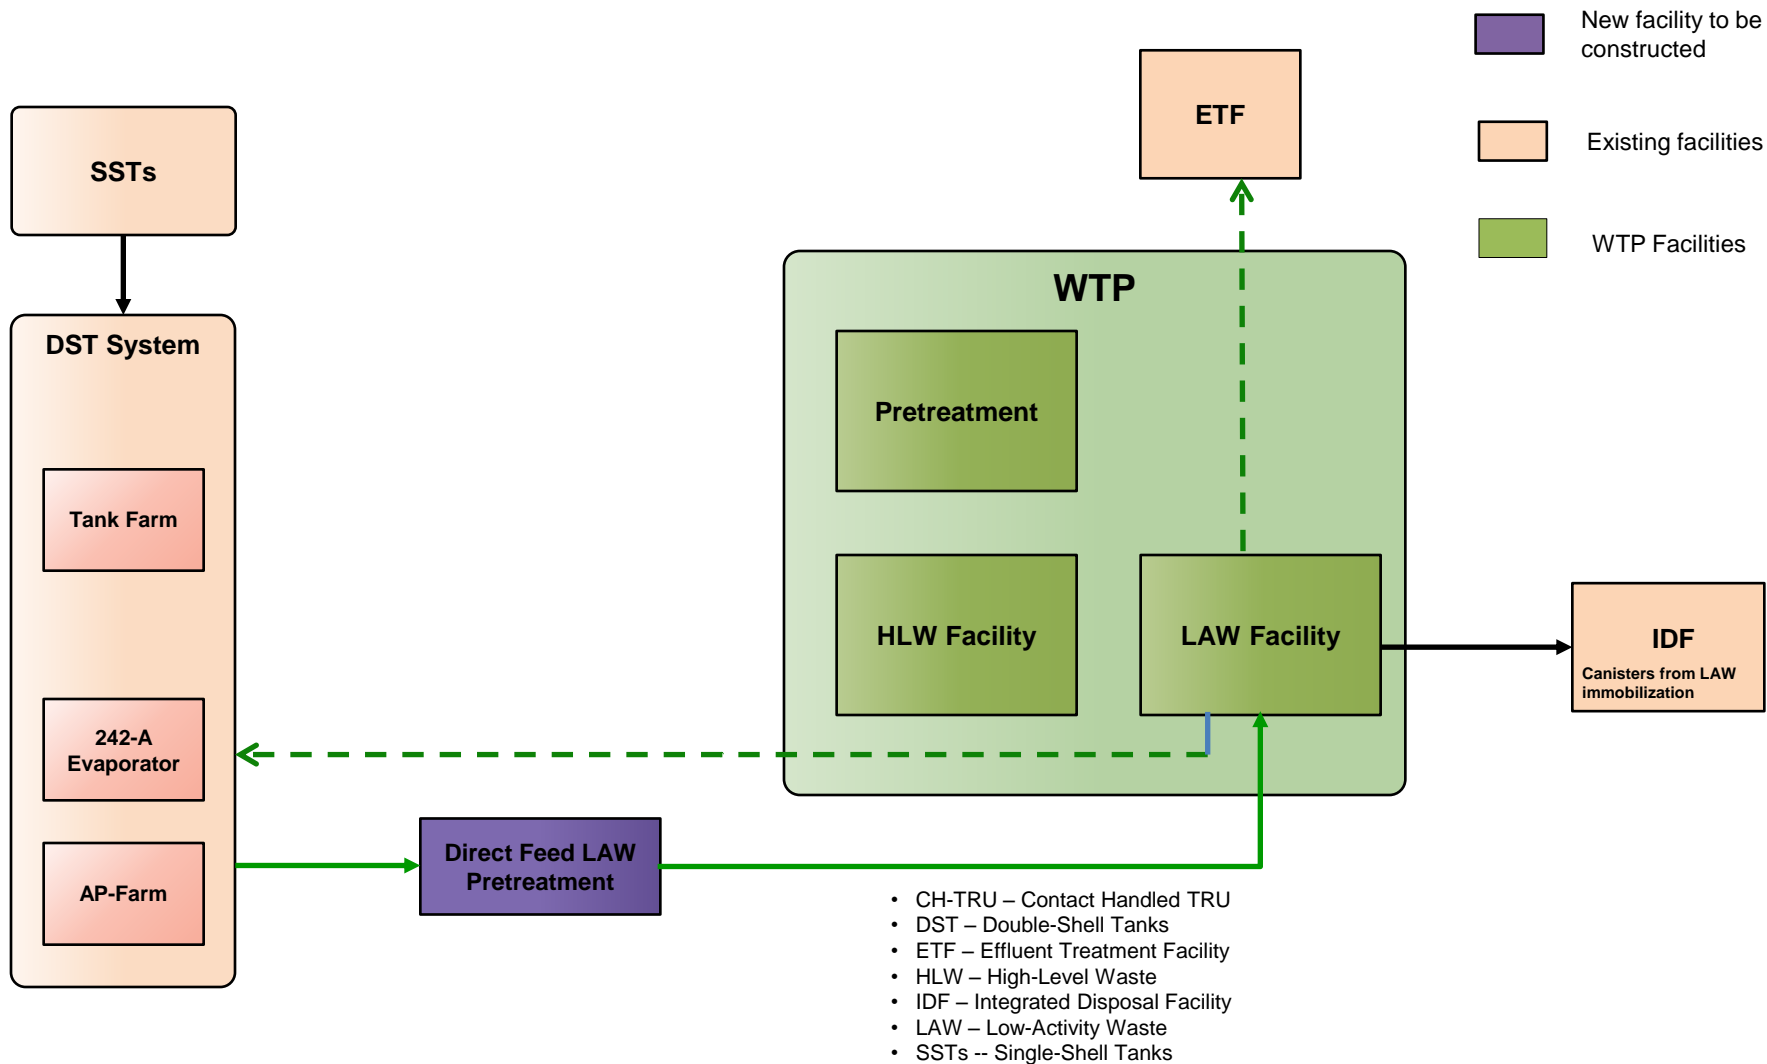 New facility to be
constructed
ETF
Existing facilities
SSTs
WTP Facilities
WTP
DST System
Pretreatment
Tank Farm
HLW Facility
LAW Facility
IDF
Canisters from LAW
immobilization
242-A
Evaporator
Direct Feed LAW
Pretreatment
AP-Farm
• CH-TRU – Contact Handled TRU
• DST – Double-Shell Tanks
• ETF – Effluent Treatment Facility
• HLW – High-Level Waste
• IDF – Integrated Disposal Facility
• LAW – Low-Activity Waste
• SSTs -- Single-Shell Tanks